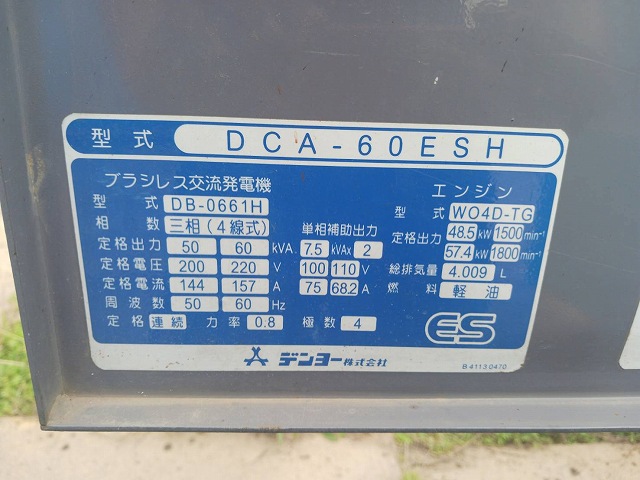 型式 DCA-60ESH
ブラシレス交流発電機 エンジン
型式 DB-0661H 型式 WO4D-TG
相数 三相(4線式) 単相補助出力 定格出力 48.5 kW 1500 min⁻¹
定格出力 50 60 kVA 7.5 kVAx 2 57.4 kW 1800 min⁻¹
定格電圧 200 220 V 100 110 V 総排気量 4.009 L
定格電流 144 157 A 75 68.2 A 燃料 軽油
周波数 50 60 Hz
定格 連続 力率 0.8 極数 4 ES
デンヨー株式会社 B41130470